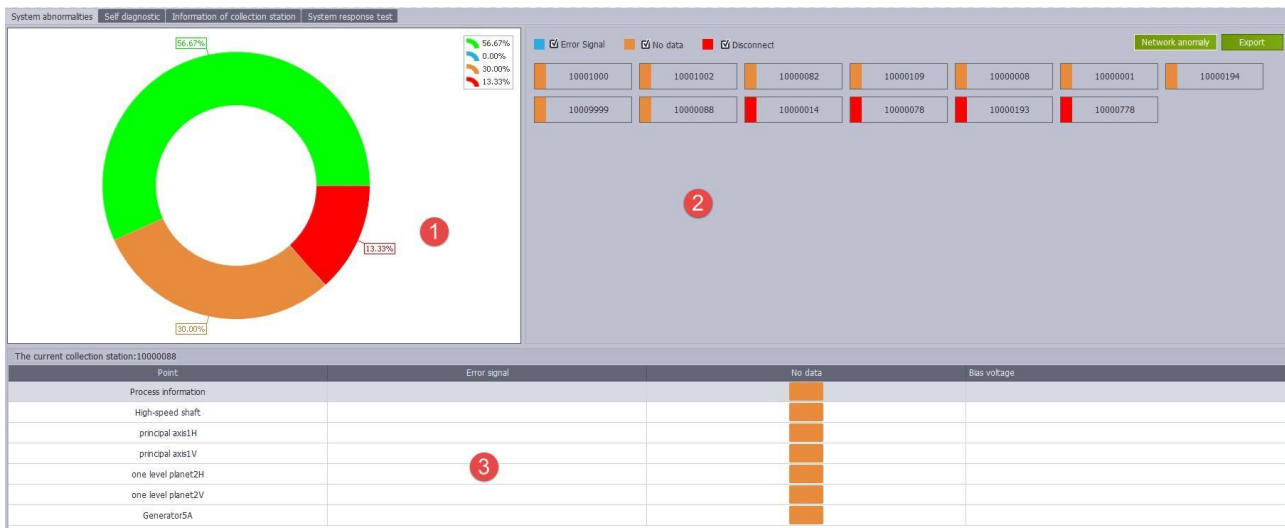 System abnormalities Self diagnostic Information of collection station System response test
56.67%
56.67%
0.00%
30.00%
13.33%
13.33%
30.00%
1
Error Signal No data Disconnect Network anomaly Export
10001000 10001002 10000082 10000109 10000008 10000001 10000194
10009999 10000088 10000014 10000078 10000193 10000778
2
The current collection station:10000088
Point Error signal No data Bias voltage
Process information
High-speed shaft
principal axis1H
principal axis1V
one level planet2H
3
one level planet2V
Generator5A